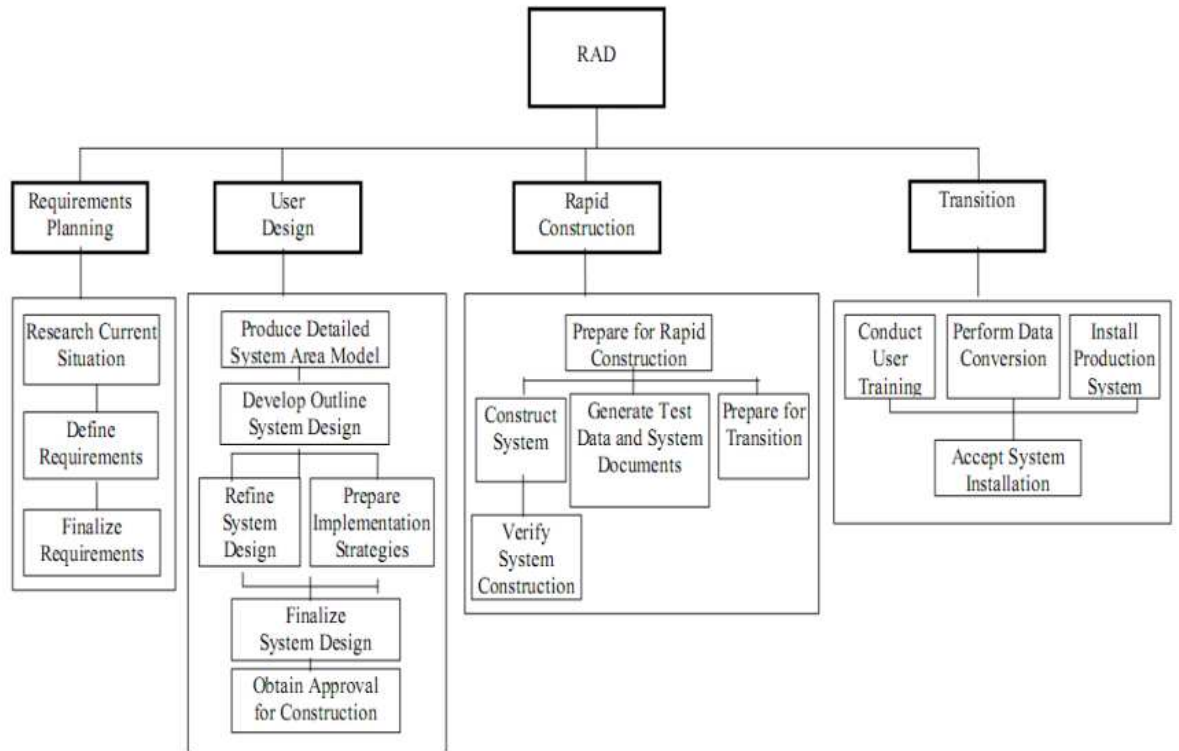 RAD
Requirements
Planning
User
Design
Rapid
Construction
Transition
Research Current
Situation
Define
Requirements
Finalize
Requirements
Produce Detailed
System Area Model
Develop Outline
System Design
Refine
System
Design
Prepare
Implementation
Strategies
Finalize
System Design
Obtain Approval
for Construction
Prepare for Rapid
Construction
Construct
System
Generate Test
Data and System
Documents
Prepare for
Transition
Verify
System
Construction
Conduct
User
Training
Perform Data
Conversion
Install
Production
System
Accept System
Installation